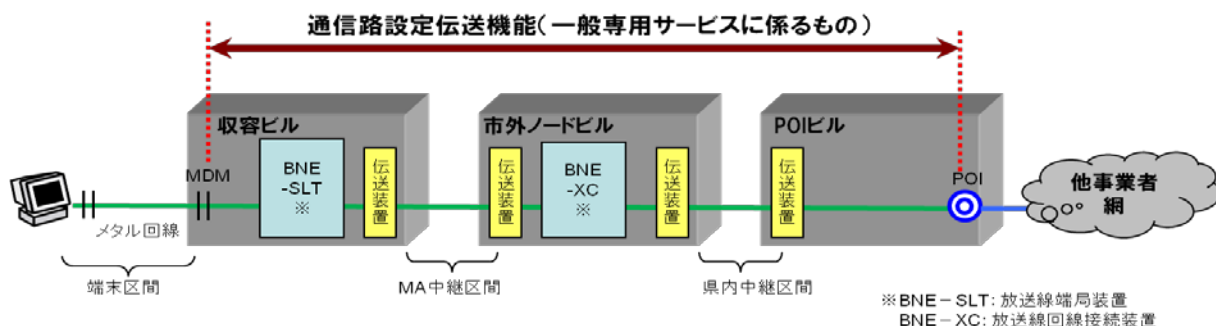 通信路設定伝送機能(一般専用サービスに係るもの)
収容ビル
市外ノードビル
POIビル
MDM
BNE
-SLT
※
伝送装置
伝送装置
BNE
-XC
※
伝送装置
伝送装置
POI
他事業者
網
メタル回線
端末区間
MA中継区間
県内中継区間
※BNE-SLT: 放送線端局装置
BNE-XC: 放送線回線接続装置